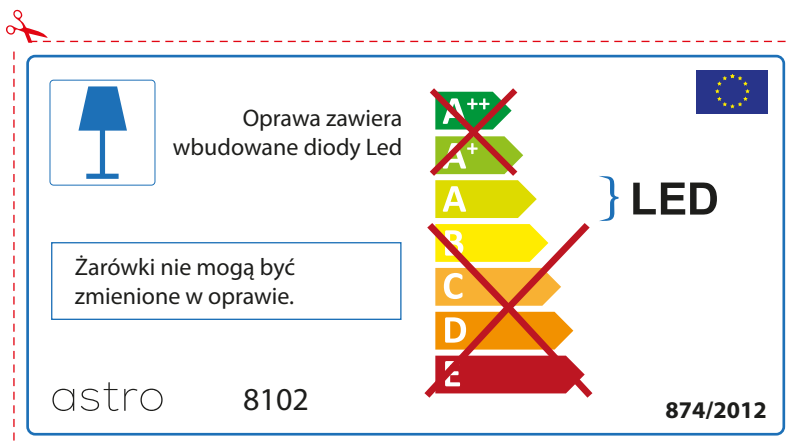 Oprawa zawiera
wbudowane diody Led
A++
A+
A
} LED
B
C
D
E
Żarówki nie mogą być
zmienione w oprawie.
astro 8102
874/2012